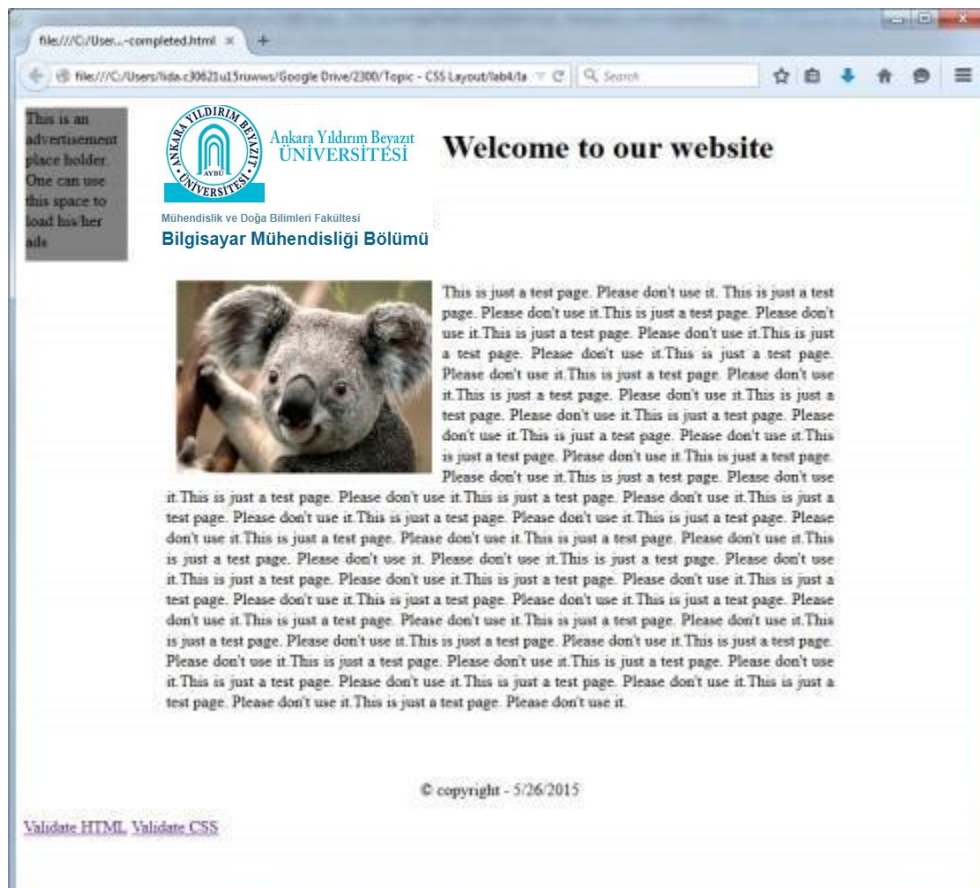 file:///C:/User...-completed.html × +
file:///C:/Users/lida.c30621u15ruwws/Google Drive/2300/Topic - CSS Layout/lab4/la
Search
This is an
advertisement
place holder.
One can use
this space to
load his/her
ads
ANKARA YILDIRIM BEYAZIT
ÜNİVERSİTESİ
AYBÜ
Ankara Yıldırım Beyazıt
ÜNİVERSİTESİ
Mühendislik ve Doğa Bilimleri Fakültesi
Bilgisayar Mühendisliği Bölümü
Welcome to our website
This is just a test page. Please don't use it. This is just a test
page. Please don't use it.This is just a test page. Please don't
use it.This is just a test page. Please don't use it.This is just
a test page. Please don't use it.This is just a test page.
Please don't use it.This is just a test page. Please don't use
it.This is just a test page. Please don't use it.This is just a
test page. Please don't use it.This is just a test page. Please
don't use it.This is just a test page. Please don't use it.This
is just a test page. Please don't use it.This is just a test page.
Please don't use it.This is just a test page. Please don't use
it.This is just a test page. Please don't use it.This is just a test page. Please don't use it.This is just a
test page. Please don't use it.This is just a test page. Please don't use it.This is just a test page. Please
don't use it.This is just a test page. Please don't use it.This is just a test page. Please don't use it.This
is just a test page. Please don't use it. Please don't use it.This is just a test page. Please don't use
it.This is just a test page. Please don't use it.This is just a test page. Please don't use it.This is just a
test page. Please don't use it.This is just a test page. Please don't use it.This is just a test page. Please
don't use it.This is just a test page. Please don't use it.This is just a test page. Please don't use it.This
is just a test page. Please don't use it.This is just a test page. Please don't use it.This is just a test page.
Please don't use it.This is just a test page. Please don't use it.This is just a test page. Please don't use
it.This is just a test page. Please don't use it.This is just a test page. Please don't use it.This is just a
test page. Please don't use it.This is just a test page. Please don't use it.
© copyright - 5/26/2015
Validate HTML Validate CSS